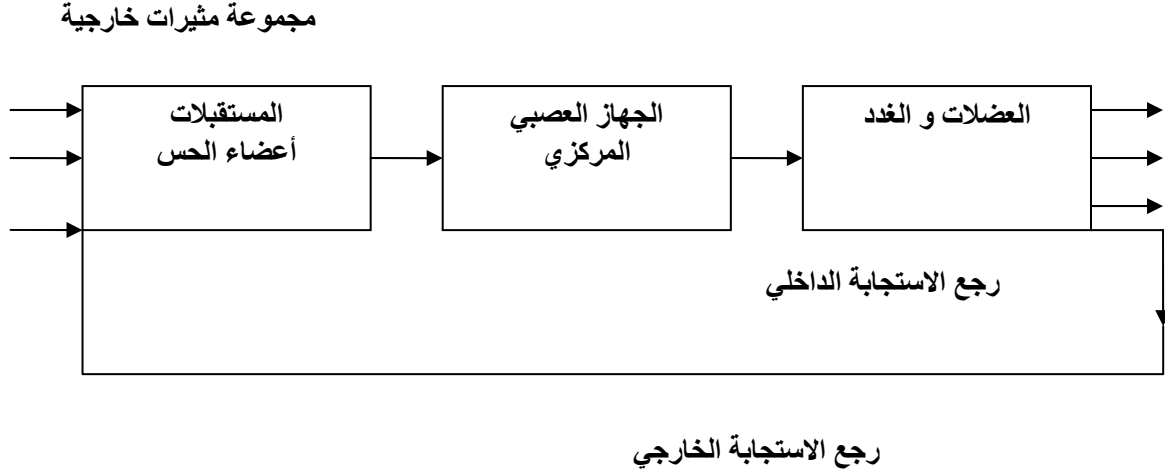 مجموعة مثيرات خارجية
المستقبلات
أعضاء الحس
الجهاز العصبي
المركزي
العضلات و الغدد
رجع الاستجابة الداخلي
رجع الاستجابة الخارجي